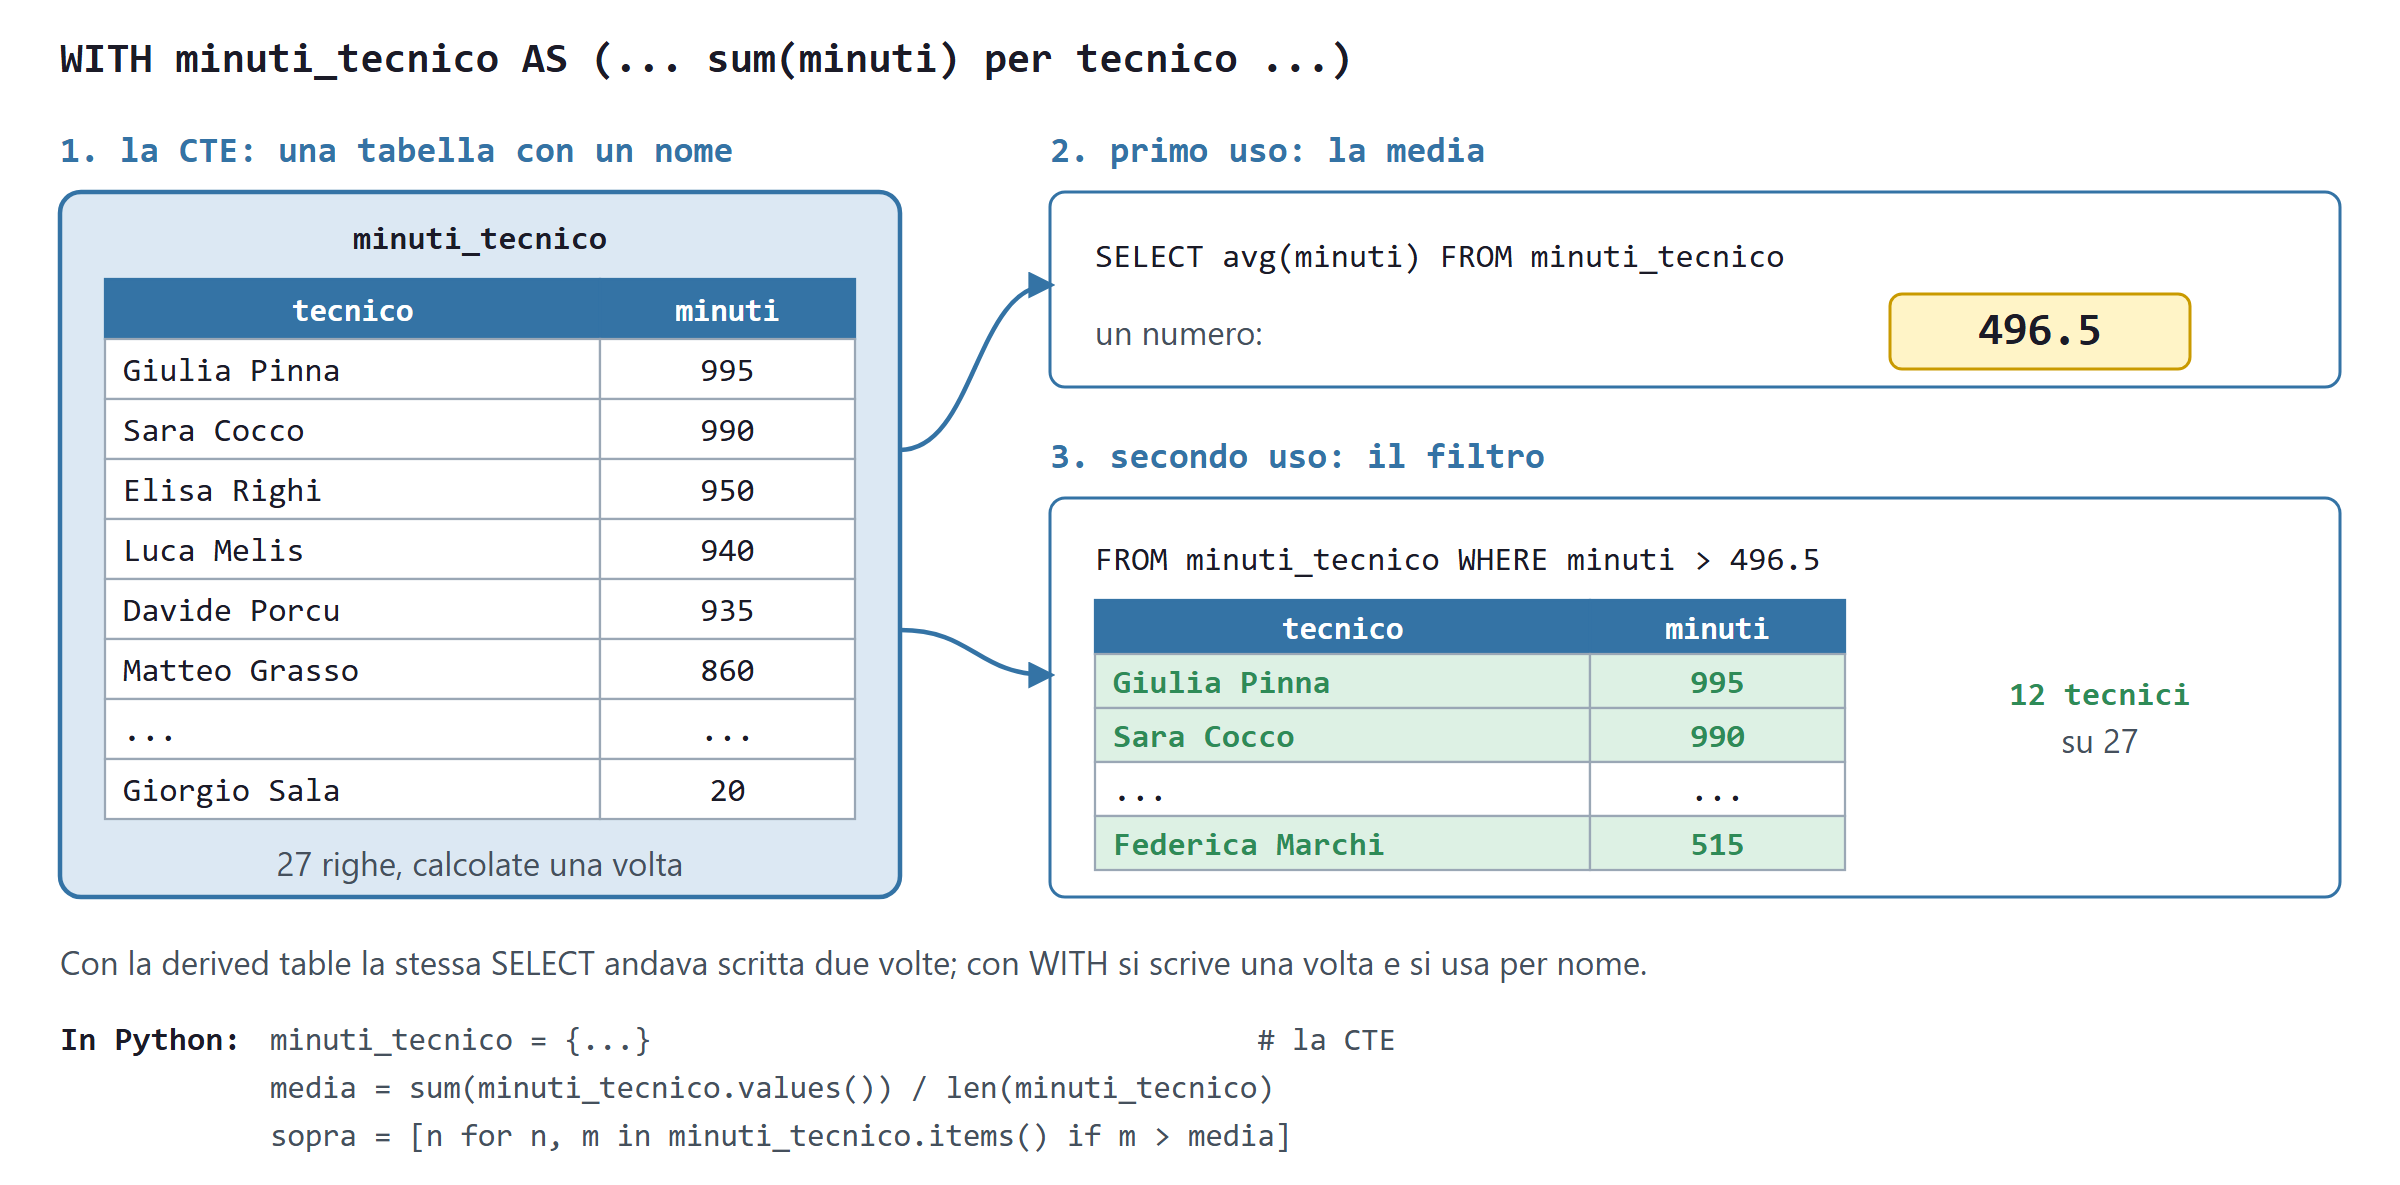 WITH minuti_tecnico AS (... sum(minuti) per tecnico ...)
1. la CTE: una tabella con un nome
minuti_tecnico
tecnico minuti
Giulia Pinna 995
Sara Cocco 990
Elisa Righi 950
Luca Melis 940
Davide Porcu 935
Matteo Grasso 860
... ...
Giorgio Sala 20
27 righe, calcolate una volta
2. primo uso: la media
SELECT avg(minuti) FROM minuti_tecnico
un numero: 496.5
3. secondo uso: il filtro
FROM minuti_tecnico WHERE minuti > 496.5
tecnico minuti
Giulia Pinna 995
Sara Cocco 990
... ...
Federica Marchi 515
12 tecnici
su 27
Con la derived table la stessa SELECT andava scritta due volte; con WITH si scrive una volta e si usa per nome.
In Python: minuti_tecnico = {...} # la CTE
media = sum(minuti_tecnico.values()) / len(minuti_tecnico)
sopra = [n for n, m in minuti_tecnico.items() if m > media]